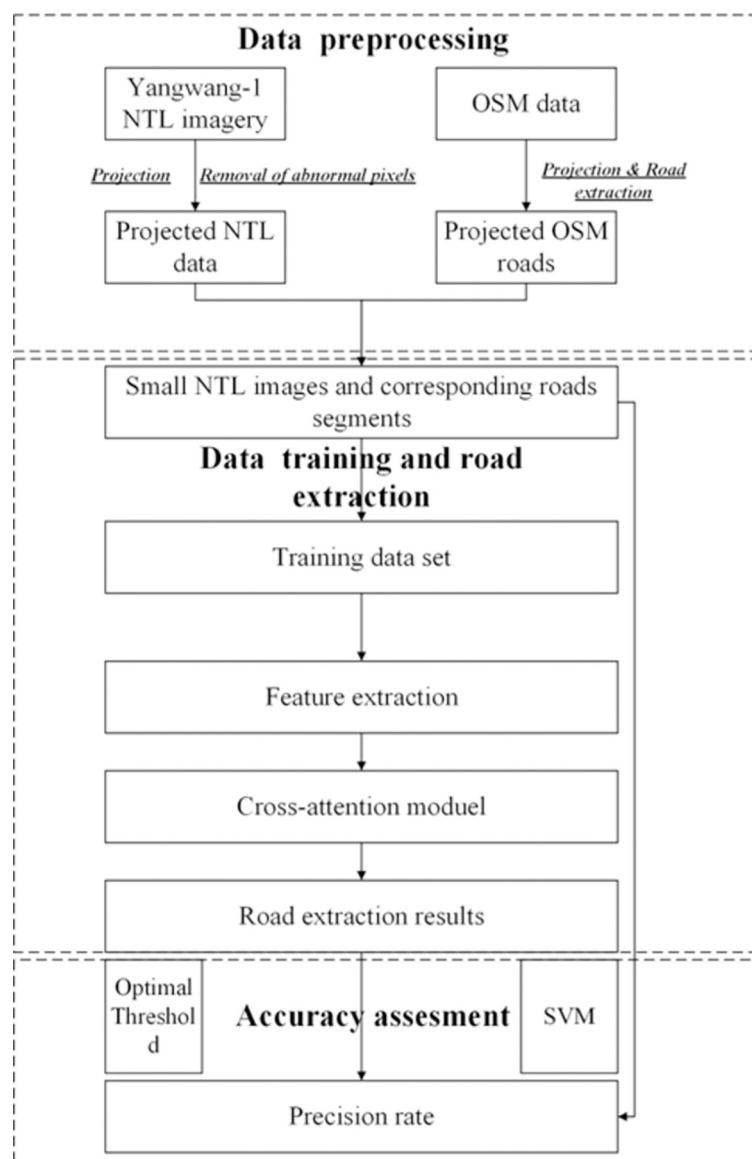 Data preprocessing
Yangwang-1
NTL imagery
OSM data
Projection
Removal of abnormal pixels
Projection & Road
extraction
Projected NTL
data
Projected OSM
roads
Small NTL images and corresponding roads
segments
Data training and road
extraction
Training data set
Feature extraction
Cross-attention moduel
Road extraction results
Optimal
Threshol
d
Accuracy assesment
SVM
Precision rate